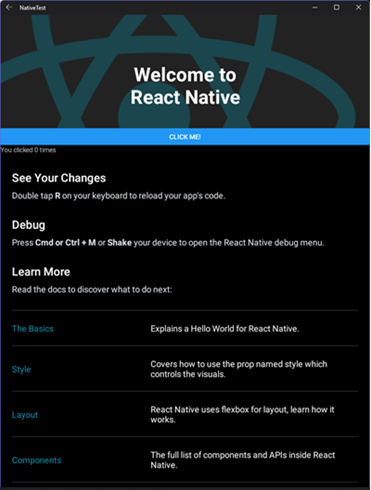 NativeTest
Welcome to
React Native
CLICK ME!
You clicked 0 times
See Your Changes
Double tap R on your keyboard to reload your app's code.
Debug
Press Cmd or Ctrl + M or Shake your device to open the React Native debug menu.
Learn More
Read the docs to discover what to do next:
The Basics
Explains a Hello World for React Native.
Style
Covers how to use the prop named style which
controls the visuals.
Layout
React Native uses flexbox for layout, learn how it
works.
Components
The full list of components and APIs inside React
Native.